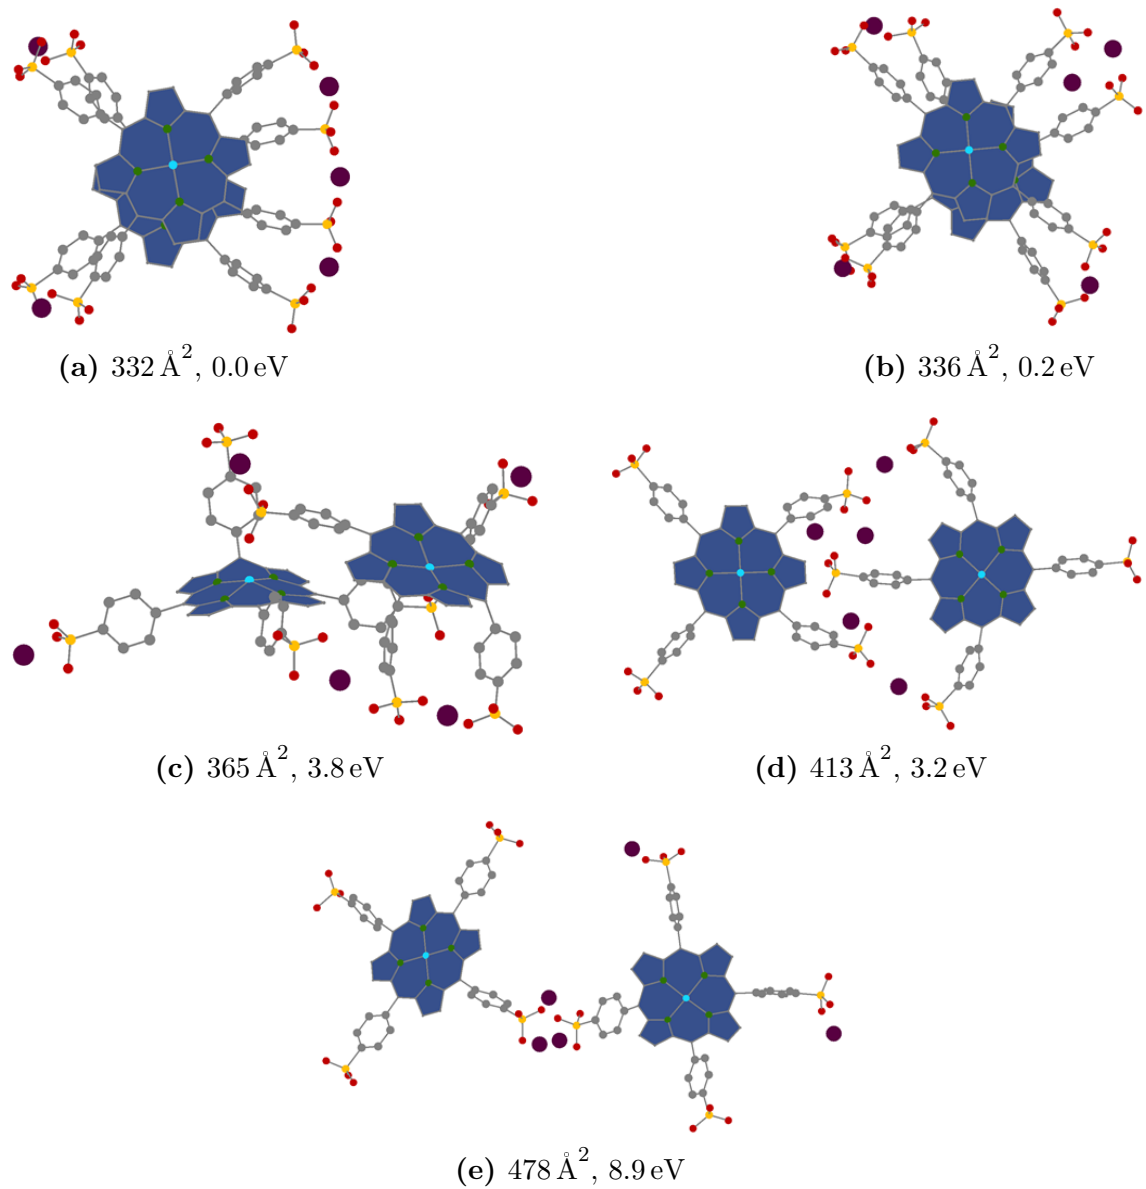 (a) 332 Å², 0.0 eV
(b) 336 Å², 0.2 eV
(c) 365 Å², 3.8 eV
(d) 413 Å², 3.2 eV
(e) 478 Å², 8.9 eV